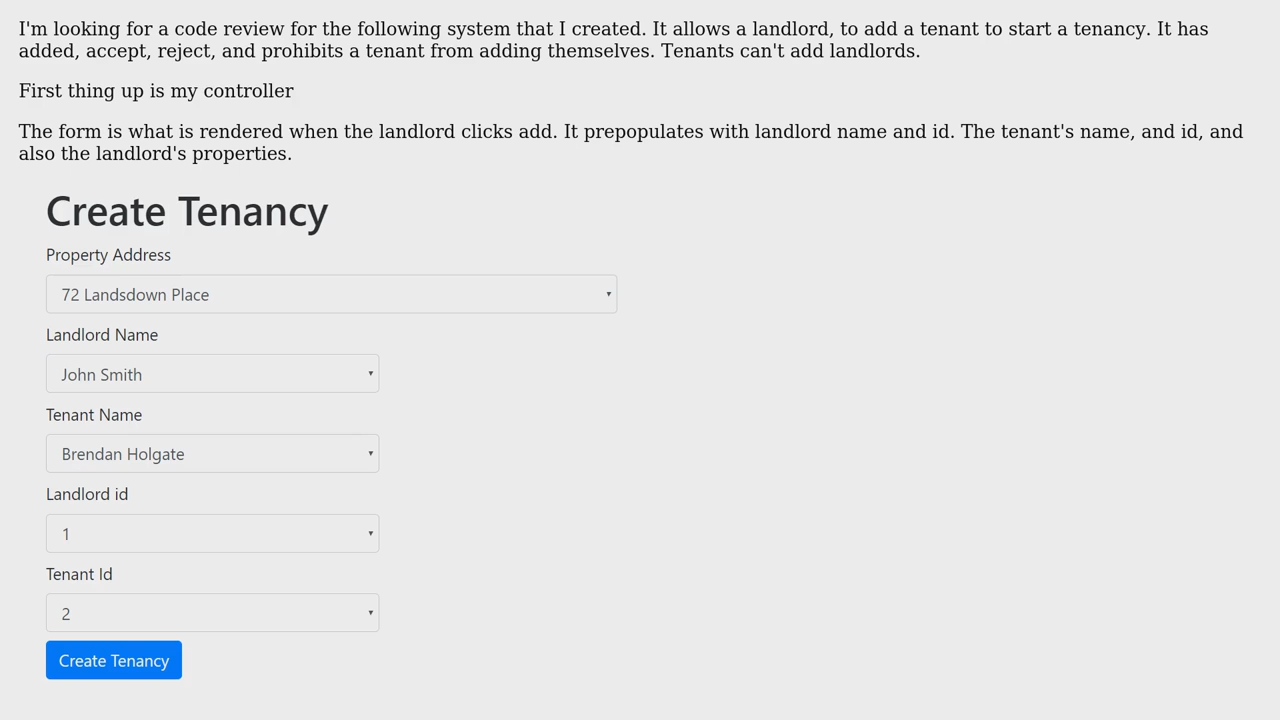 I'm looking for a code review for the following system that I created. It allows a landlord, to add a tenant to start a tenancy. It has
added, accept, reject, and prohibits a tenant from adding themselves. Tenants can't add landlords.
First thing up is my controller
The form is what is rendered when the landlord clicks add. It prepopulates with landlord name and id. The tenant's name, and id, and
also the landlord's properties.
Create Tenancy
Property Address
72 Landsdown Place
Landlord Name
John Smith
Tenant Name
Brendan Holgate
Landlord id
1
Tenant Id
2
Create Tenancy